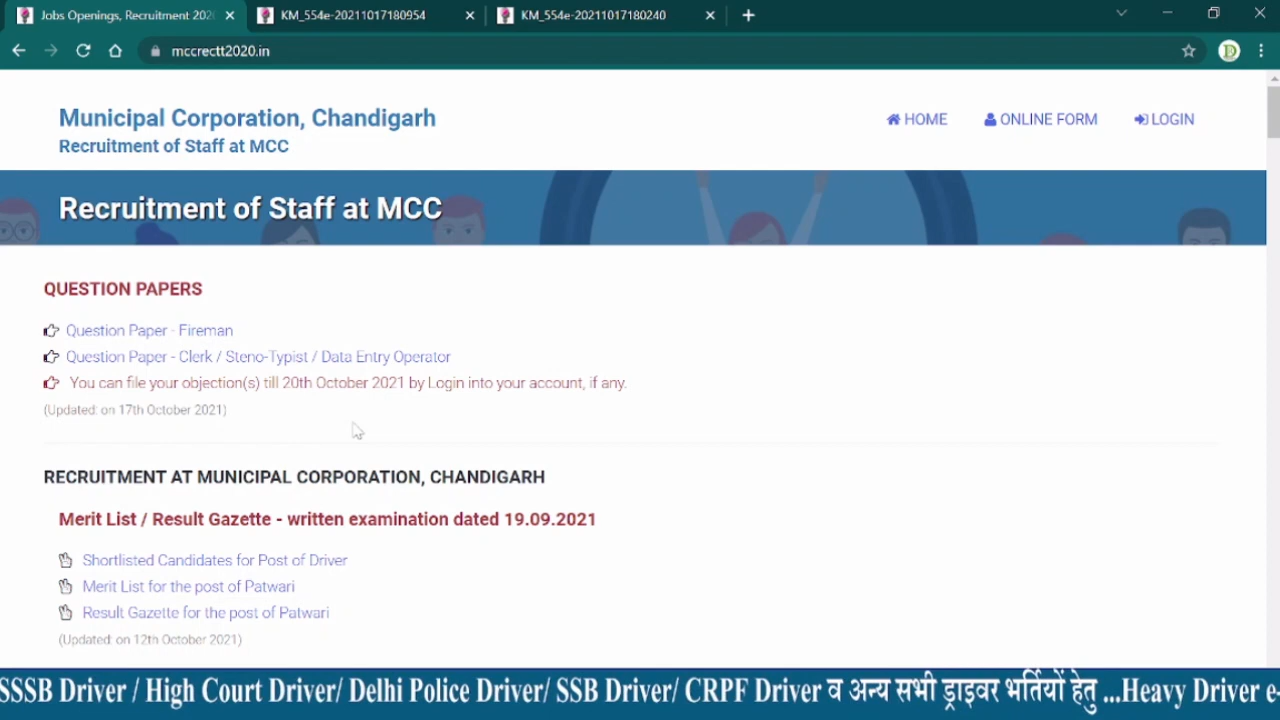 Jobs Openings, Recruitment 202
KM_554e-20211017180954
KM_554e-20211017180240
mccrectt2020.in
Municipal Corporation, Chandigarh
Recruitment of Staff at MCC
HOME
ONLINE FORM
LOGIN
Recruitment of Staff at MCC
QUESTION PAPERS
Question Paper - Fireman
Question Paper - Clerk / Steno-Typist / Data Entry Operator
You can file your objection(s) till 20th October 2021 by Login into your account, if any.
(Updated: on 17th October 2021)
RECRUITMENT AT MUNICIPAL CORPORATION, CHANDIGARH
Merit List / Result Gazette - written examination dated 19.09.2021
Shortlisted Candidates for Post of Driver
Merit List for the post of Patwari
Result Gazette for the post of Patwari
(Updated: on 12th October 2021)
SSSB Driver / High Court Driver/ Delhi Police Driver/ SSB Driver/ CRPF Driver व अन्य सभी ड्राइवर भर्तियों हेतु ...Heavy Driver e-